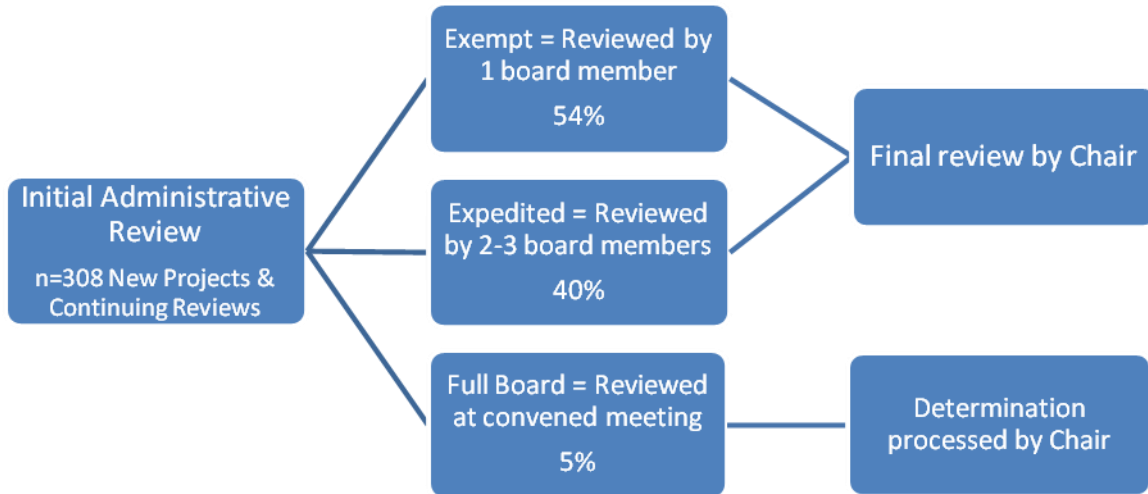 Initial Administrative
Review
n=308 New Projects &
Continuing Reviews
Exempt = Reviewed by
1 board member
54%
Expedited = Reviewed
by 2-3 board members
40%
Full Board = Reviewed
at convened meeting
5%
Final review by Chair
Determination
processed by Chair